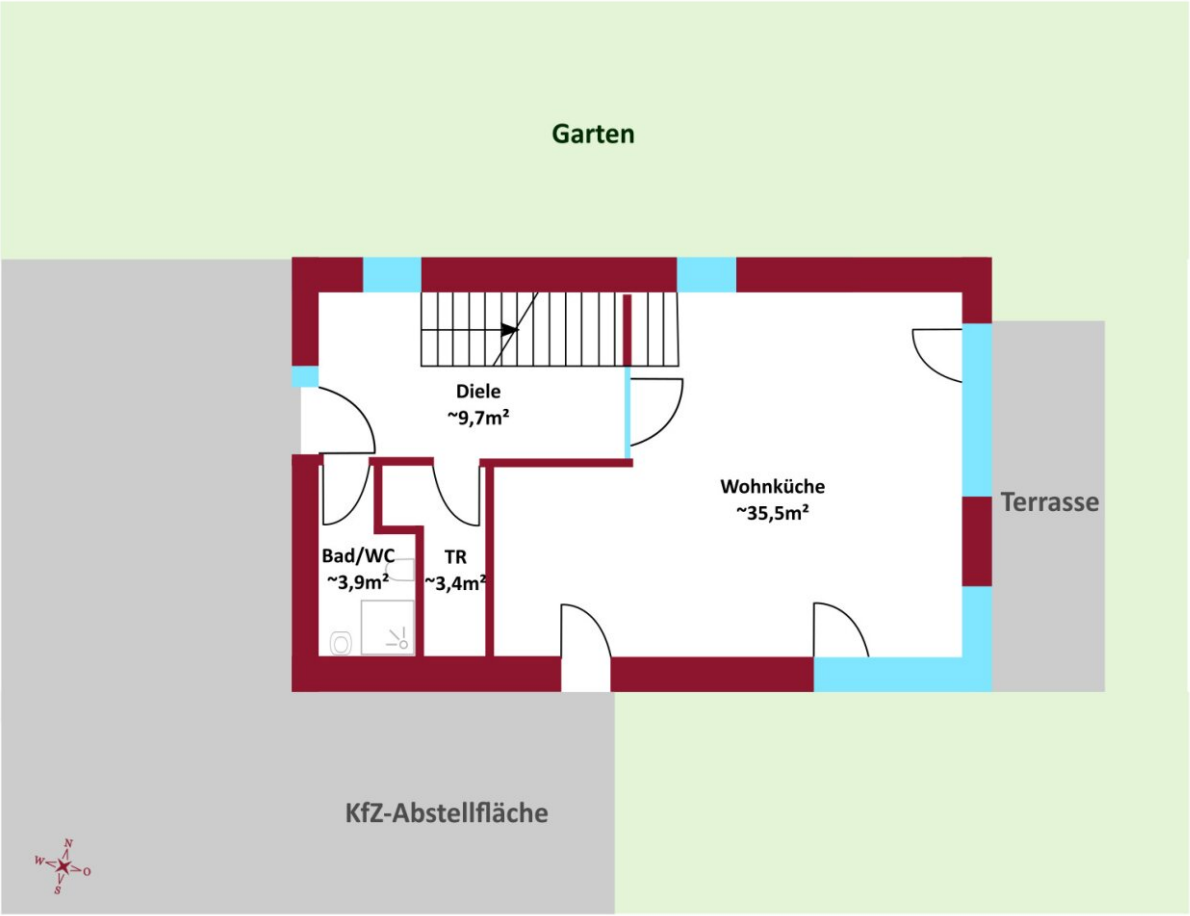 Garten
Diele
~9,7m²
Wohnküche
~35,5m²
Terrasse
Bad/WC
~3,9m²
TR
~3,4m²
KfZ-Abstellfläche
N
W
O
S